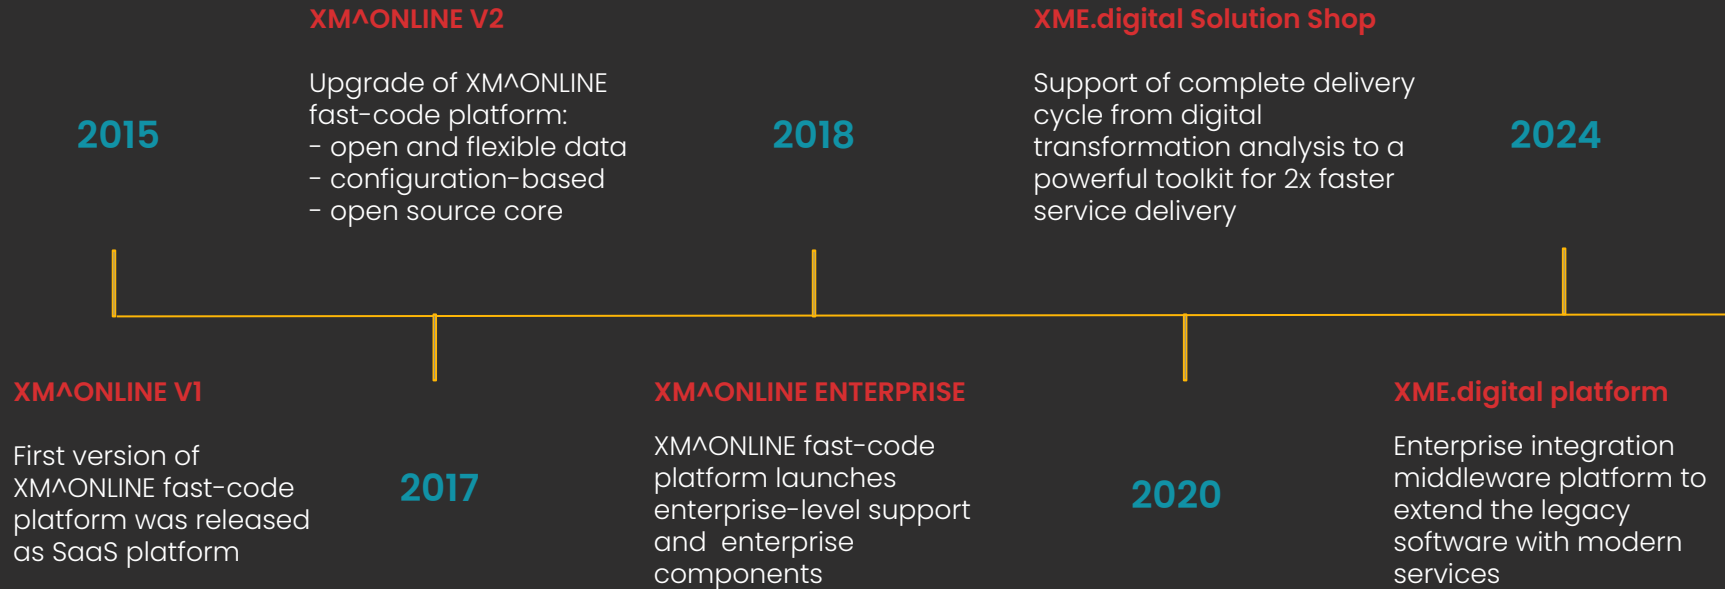 XM^ONLINE V2
XME.digital Solution Shop
Upgrade of XM^ONLINE
fast-code platform:
- open and flexible data
- configuration-based
- open source core
Support of complete delivery
cycle from digital
transformation analysis to a
powerful toolkit for 2x faster
service delivery
2015
2018
2024
XM^ONLINE V1
First version of
XM^ONLINE fast-code
platform was released
as SaaS platform
2017
XM^ONLINE ENTERPRISE
XM^ONLINE fast-code
platform launches
enterprise-level support
and enterprise
components
2020
XME.digital platform
Enterprise integration
middleware platform to
extend the legacy
software with modern
services